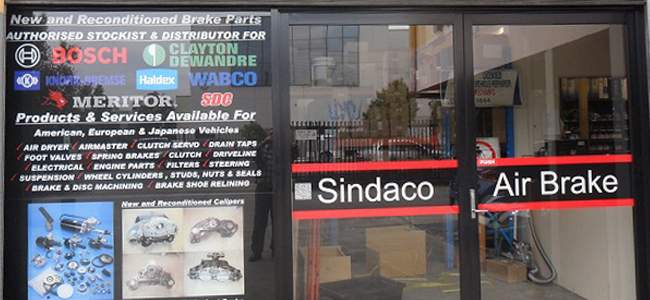 New and Reconditioned Brake Parts
AUTHORISED STOCKIST & DISTRIBUTOR FOR
BOSCH CLAYTON DEWANDRE
KNORR-BREMSE Haldex WABCO
MERITOR SDC
Products & Services Available For
American, European & Japanese Vehicles
AIR DRYER / AIRMASTER / CLUTCH SERVO / DRAIN TAPS
FOOT VALVES / SPRING BRAKES / CLUTCH / DRIVELINE
ELECTRICAL / ENGINE PARTS / FILTERS / STEERING
SUSPENSION / WHEEL CYLINDERS, STUDS, NUTS & SEALS
BRAKE & DISC MACHINING / BRAKE SHOE RELINING
New and Reconditioned Calipers
LICENSED
VEHICLE REPAIRER
PUSH
Sindaco Air Brake